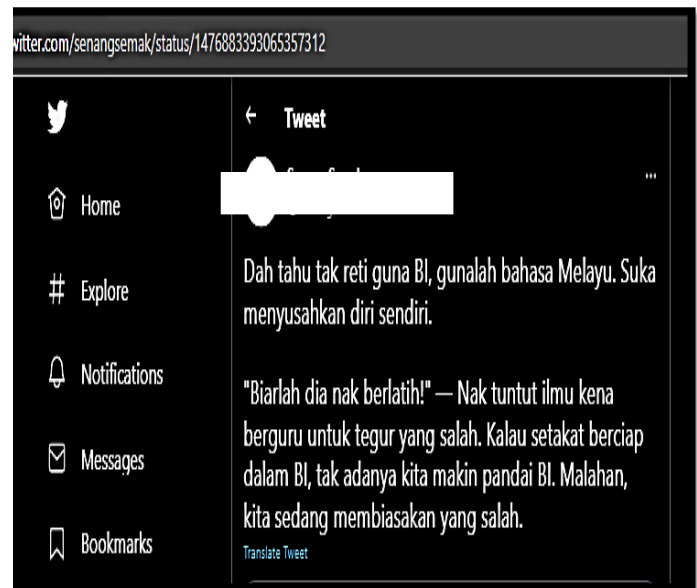 witter.com/senangsemak/status/1476883393065357312
Tweet
Home
Explore
Notifications
Messages
Bookmarks
Dah tahu tak reti guna BI, gunalah bahasa Melayu. Suka
menyusahkan diri sendiri.
"Biarlah dia nak berlatih!" — Nak tuntut ilmu kena
berguru untuk tegur yang salah. Kalau setakat berciap
dalam BI, tak adanya kita makin pandai BI. Malahan,
kita sedang membiasakan yang salah.
Translate Tweet